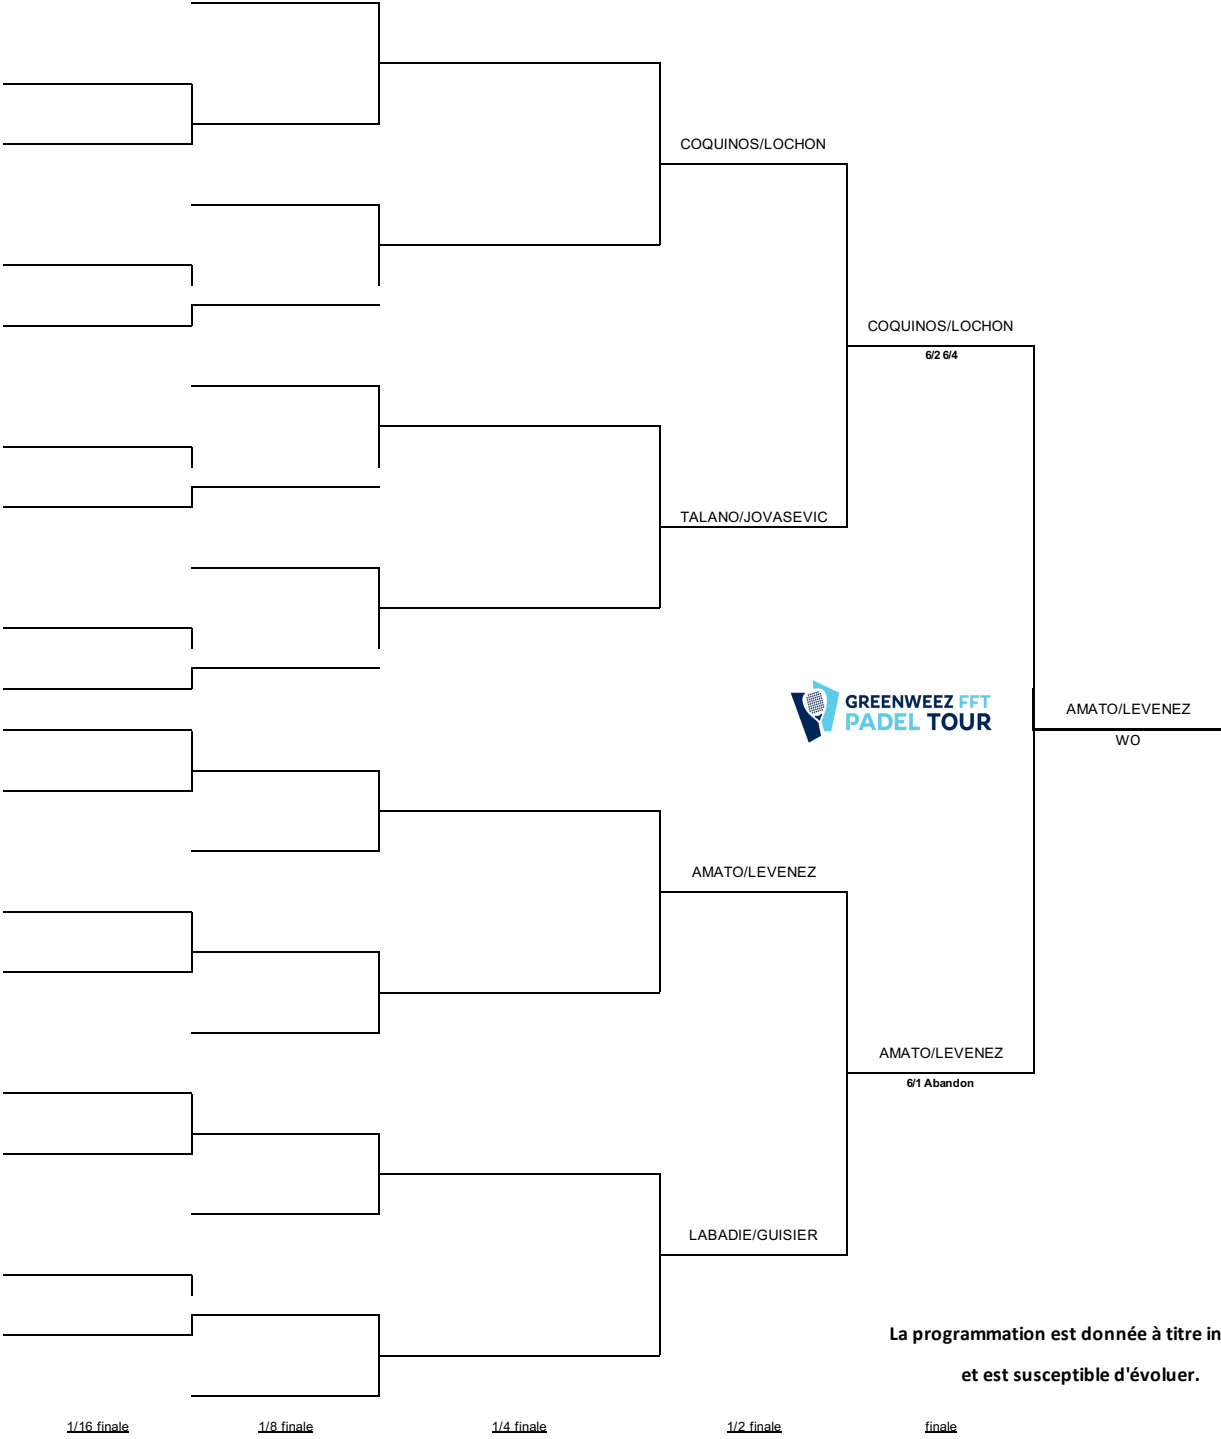 COQUINOS/LOCHON
COQUINOS/LOCHON
6/2 6/4
TALANO/JOVASEVIC
GREENWEEZ FFT
PADEL TOUR
AMATO/LEVENEZ
WO
AMATO/LEVENEZ
AMATO/LEVENEZ
6/1 Abandon
LABADIE/GUISIER
La programmation est donnée à titre in
et est susceptible d'évoluer.
1/16 finale 1/8 finale 1/4 finale 1/2 finale finale